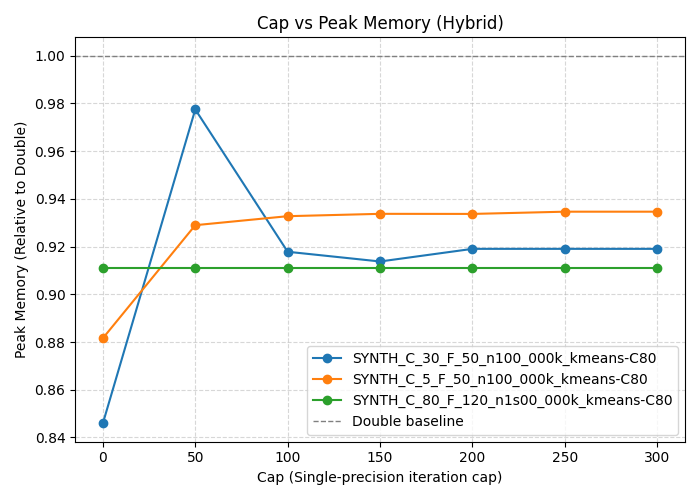 Cap vs Peak Memory (Hybrid)
Peak Memory (Relative to Double)
1.00
0.98
0.96
0.94
0.92
0.90
0.88
0.86
0.84
SYNTH_C_30_F_50_n100_000k_kmeans-C80
SYNTH_C_5_F_50_n100_000k_kmeans-C80
SYNTH_C_80_F_120_n1s00_000k_kmeans-C80
Double baseline
0 50 100 150 200 250 300
Cap (Single-precision iteration cap)